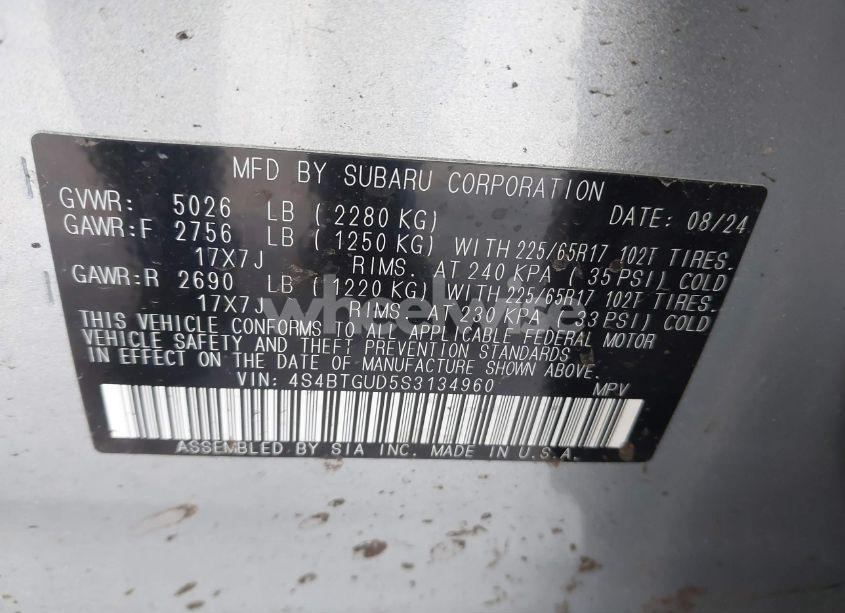 MFD BY SUBARU CORPORATION
GVWR: 5026 LB (2280 KG) DATE: 08/24
GAWR:F 2756 LB (1250 KG) WITH 225/65R17 102T TIRES.
17X7J RIMS. AT 240 KPA (35 PSI) COLD
GAWR:R 2690 LB (1220 KG) WITH 225/65R17 102T TIRES.
17X7J RIMS. AT 230 KPA (33 PSI) COLD
THIS VEHICLE CONFORMS TO ALL APPLICABLE FEDERAL MOTOR
VEHICLE SAFETY AND THEFT PREVENTION STANDARDS
IN EFFECT ON THE DATE OF MANUFACTURE SHOWN ABOVE.
VIN: 4S4BTGUD5S3134960 MPV
ASSEMBLED BY SIA INC. MADE IN U.S.A.